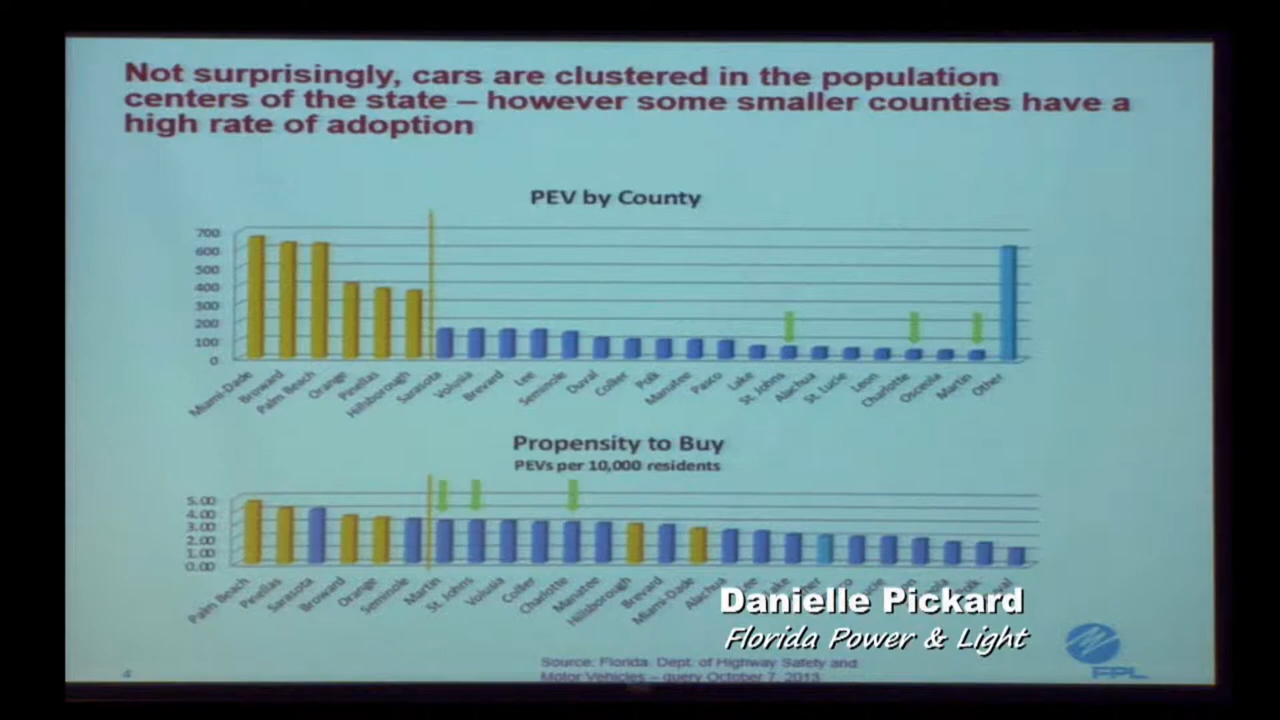 Not surprisingly, cars are clustered in the population
centers of the state – however some smaller counties have a
high rate of adoption
PEV by County
700
600
500
400
300
200
100
0
Miami-Dade
Broward
Palm Beach
Orange
Pinellas
Hillsborough
Sarasota
Volusia
Brevard
Lee
Seminole
Duval
Collier
Polk
Manatee
Pasco
Lake
St. Johns
Alachua
St. Lucie
Leon
Charlotte
Osceola
Martin
Other
Propensity to Buy
PEVs per 10,000 residents
5.00
4.00
3.00
2.00
1.00
0.00
Palm Beach
Pinellas
Sarasota
Broward
Orange
Seminole
Martin
St. Johns
Volusia
Collier
Charlotte
Manatee
Hillsborough
Brevard
Miami-Dade
Alachua
Danielle Pickard
Florida Power & Light
Source: Florida Dept. of Highway Safety and
Motor Vehicles – query October 7, 2013
4
FPL